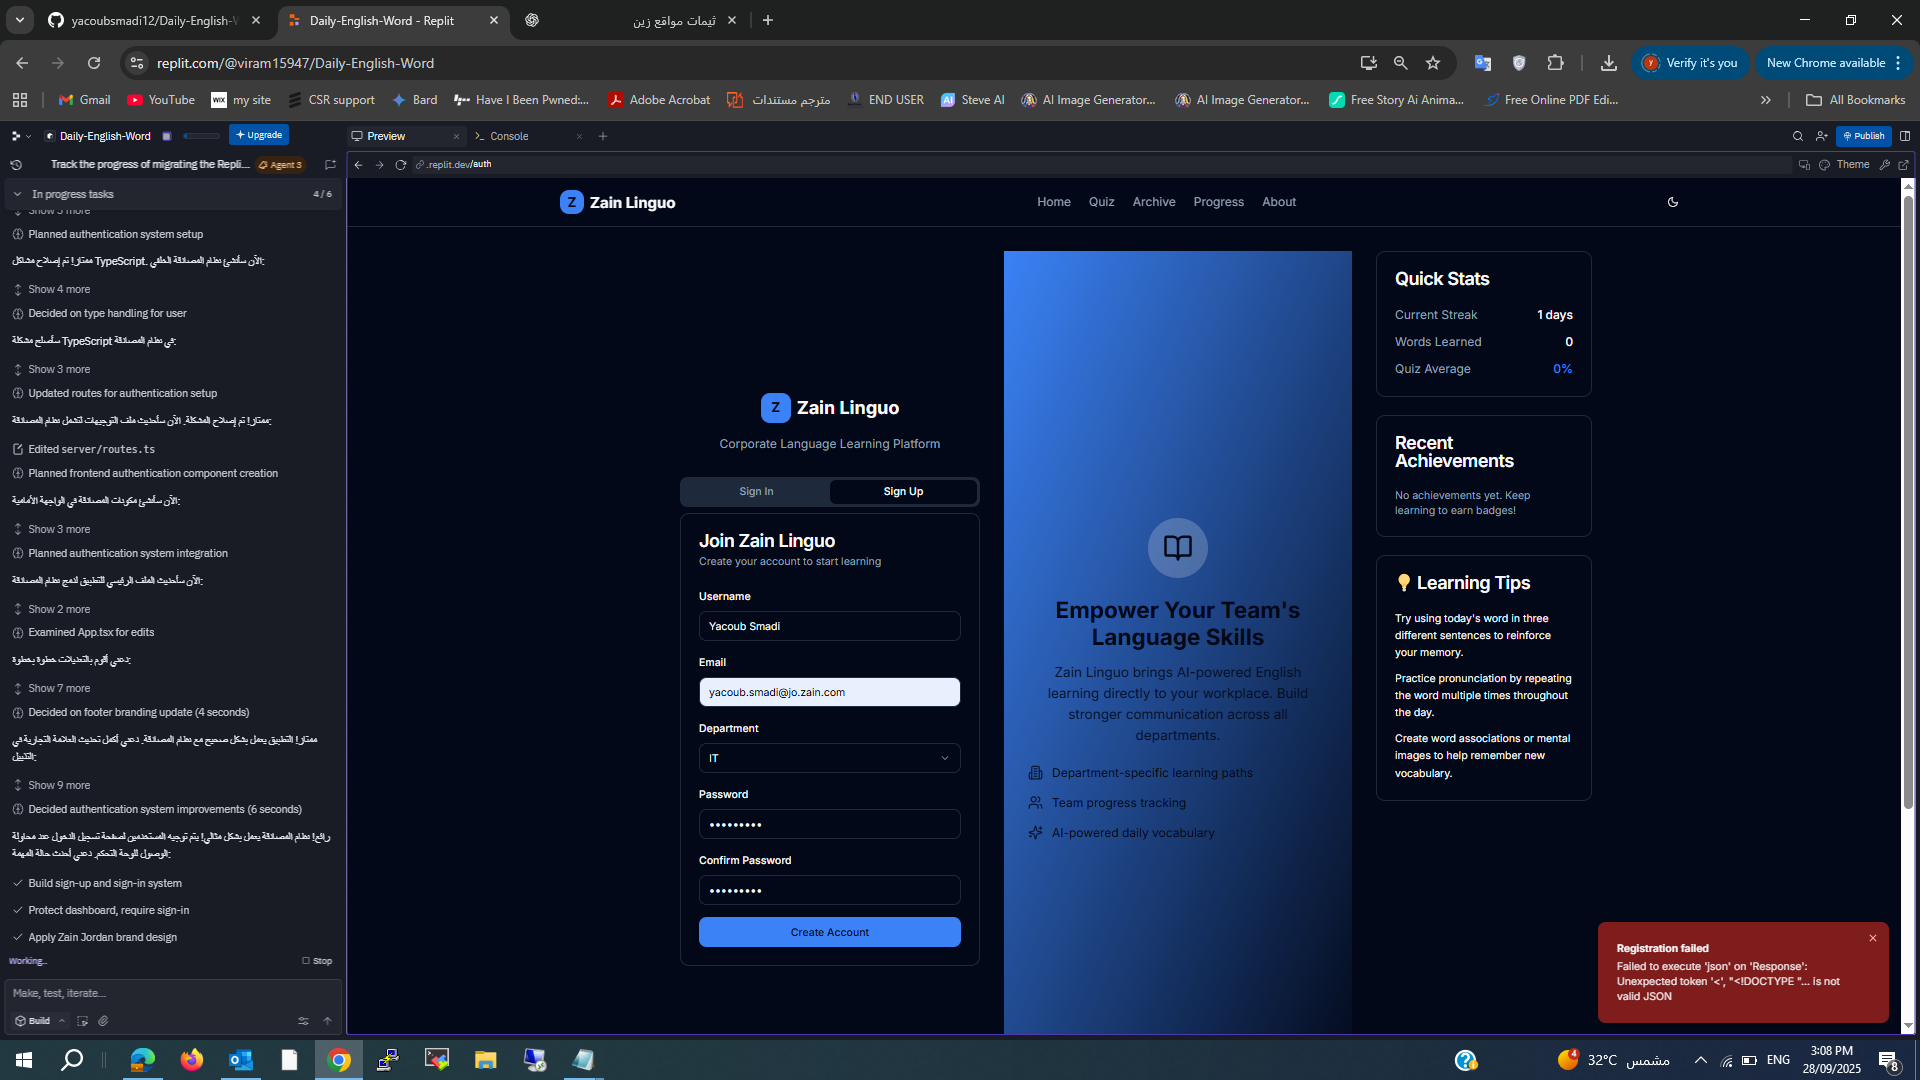 yacoubsmadi12/Daily-English-W
Daily-English-Word - Replit
ثيمات مواقع زين
replit.com/@viram15947/Daily-English-Word
Verify it's you
New Chrome available
Gmail
YouTube
my site
CSR support
Bard
Have I Been Pwned:...
Adobe Acrobat
مترجم مستندات
END USER
Steve AI
AI Image Generator...
AI Image Generator...
Free Story Ai Anima...
Free Online PDF Edi...
All Bookmarks
Daily-English-Word
Upgrade
Preview
Console
Publish
Track the progress of migrating the Repli...
Agent 3
.replit.dev/auth
Theme
In progress tasks
4 / 6
Show 3 more
Planned authentication system setup
ممتاز! تم إصلاح مشاكل TypeScript. الآن سأنشئ نظام المصادقة الخلفي:
Show 4 more
Decided on type handling for user
سأصلح مشكلة TypeScript في نظام المصادقة:
Show 3 more
Updated routes for authentication setup
ممتاز! تم إصلاح المشكلة. الآن سأحديث ملف التوجيهات لتشمل نظام المصادقة:
Edited server/routes.ts
Planned frontend authentication component creation
الآن سأنشئ مكونات المصادقة في الواجهة الأمامية:
Show 3 more
Planned authentication system integration
الآن سأحديث الملف الرئيسي للتطبيق لدمج نظام المصادقة:
Show 2 more
Examined App.tsx for edits
دعني أقوم بالتعديلات خطوة بخطوة:
Show 7 more
Decided on footer branding update (4 seconds)
ممتاز! التطبيق يعمل بشكل صحيح مع نظام المصادقة. دعني أكمل تحديث العلامة التجارية في
التذييل:
Show 9 more
Decided authentication system improvements (6 seconds)
رائع! نظام المصادقة يعمل بشكل مثالي! يتم توجيه المستخدمين لصفحة تسجيل الدخول عند محاولة
الوصول للوحة التحكم. دعني أحدث حالة المهمة:
Build sign-up and sign-in system
Protect dashboard, require sign-in
Apply Zain Jordan brand design
Working..
Stop
Make, test, iterate...
Build
Z Zain Linguo
Home
Quiz
Archive
Progress
About
Z Zain Linguo
Corporate Language Learning Platform
Sign In
Sign Up
Join Zain Linguo
Create your account to start learning
Username
Yacoub Smadi
Email
yacoub.smadi@jo.zain.com
Department
IT
Password
•••••••••
Confirm Password
•••••••••
Create Account
Empower Your Team's
Language Skills
Zain Linguo brings AI-powered English
learning directly to your workplace. Build
stronger communication across all
departments.
Department-specific learning paths
Team progress tracking
AI-powered daily vocabulary
Quick Stats
Current Streak
1 days
Words Learned
0
Quiz Average
0%
Recent
Achievements
No achievements yet. Keep
learning to earn badges!
Learning Tips
Try using today's word in three
different sentences to reinforce
your memory.
Practice pronunciation by repeating
the word multiple times throughout
the day.
Create word associations or mental
images to help remember new
vocabulary.
Registration failed
Failed to execute 'json' on 'Response':
Unexpected token '<', "<!DOCTYPE "... is not
valid JSON
4
32°C
مشمس
ENG
3:08 PM
28/09/2025
8